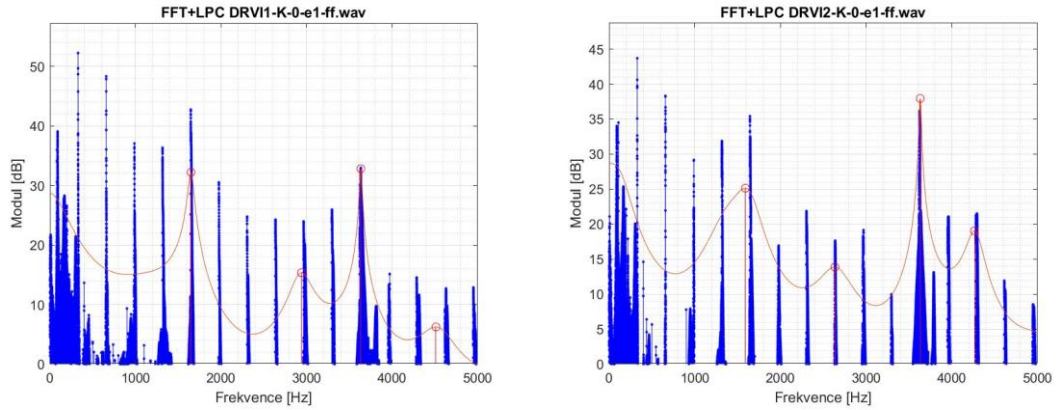 FFT+LPC DRVI1-K-0-e1-ff.wav
50
40
30
20
10
0
Modul [dB]
0 1000 2000 3000 4000 5000
Frekvence [Hz]
FFT+LPC DRVI2-K-0-e1-ff.wav
45
40
35
30
25
20
15
10
5
0
Modul [dB]
0 1000 2000 3000 4000 5000
Frekvence [Hz]